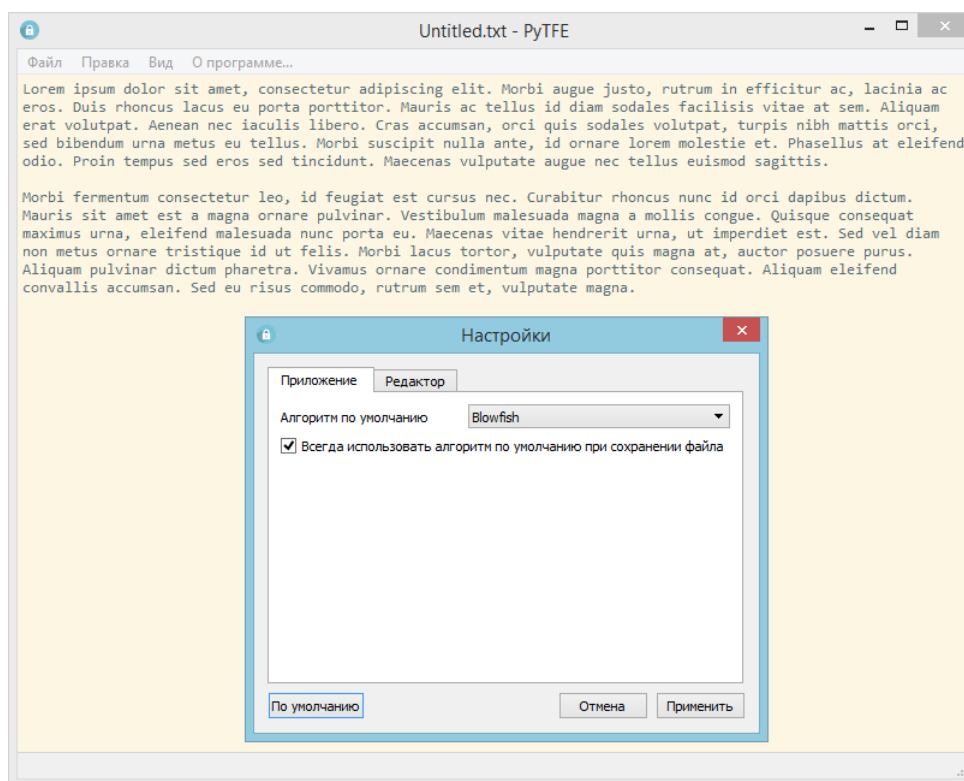 Untitled.txt - PyTFE
Файл Правка Вид О программе...
Lorem ipsum dolor sit amet, consectetur adipiscing elit. Morbi augue justo, rutrum in efficitur ac, lacinia ac
eros. Duis rhoncus lacus eu porta porttitor. Mauris ac tellus id diam sodales facilisis vitae at sem. Aliquam
erat volutpat. Aenean nec iaculis libero. Cras accumsan, orci quis sodales volutpat, turpis nibh mattis orci,
sed bibendum urna metus eu tellus. Morbi suscipit nulla ante, id ornare lorem molestie et. Phasellus at eleifend
odio. Proin tempus sed eros sed tincidunt. Maecenas vulputate augue nec tellus euismod sagittis.
Morbi fermentum consectetur leo, id feugiat est cursus nec. Curabitur rhoncus nunc id orci dapibus dictum.
Mauris sit amet est a magna ornare pulvinar. Vestibulum malesuada magna a mollis congue. Quisque consequat
maximus urna, eleifend malesuada nunc porta eu. Maecenas vitae hendrerit urna, ut imperdiet est. Sed vel diam
non metus ornare tristique id ut felis. Morbi lacus tortor, vulputate quis magna at, auctor posuere purus.
Aliquam pulvinar dictum pharetra. Vivamus ornare condimentum magna porttitor consequat. Aliquam eleifend
convallis accumsan. Sed eu risus commodo, rutrum sem et, vulputate magna.
Настройки
Приложение Редактор
Алгоритм по умолчанию Blowfish
Всегда использовать алгоритм по умолчанию при сохранении файла
По умолчанию Отмена Применить